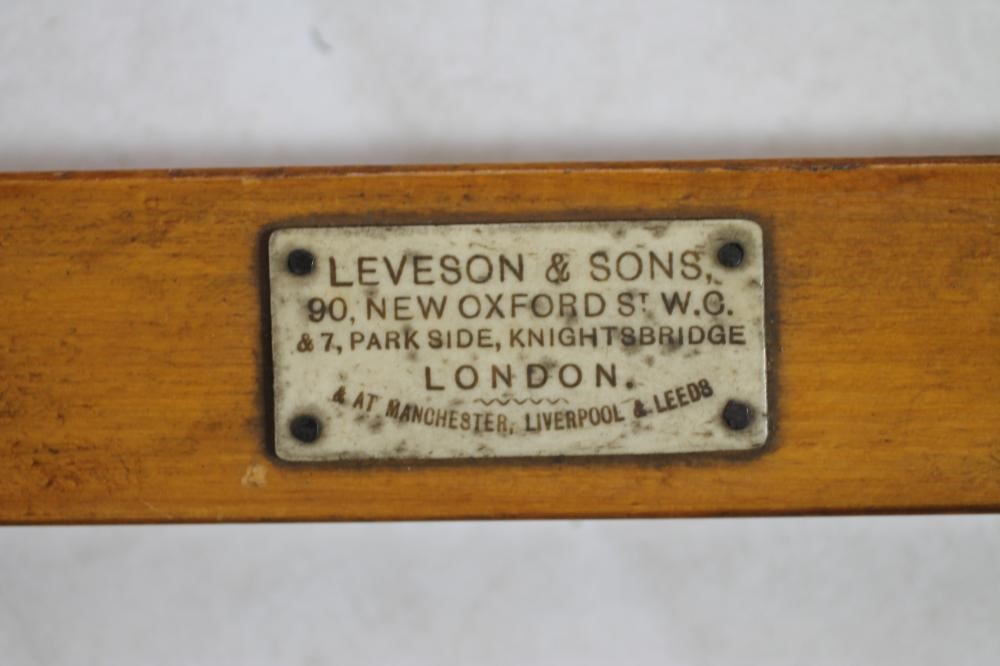 LEVESON & SONS,
90, NEW OXFORD ST W.C.
& 7, PARK SIDE, KNIGHTSBRIDGE
LONDON.
& AT MANCHESTER, LIVERPOOL & LEEDS